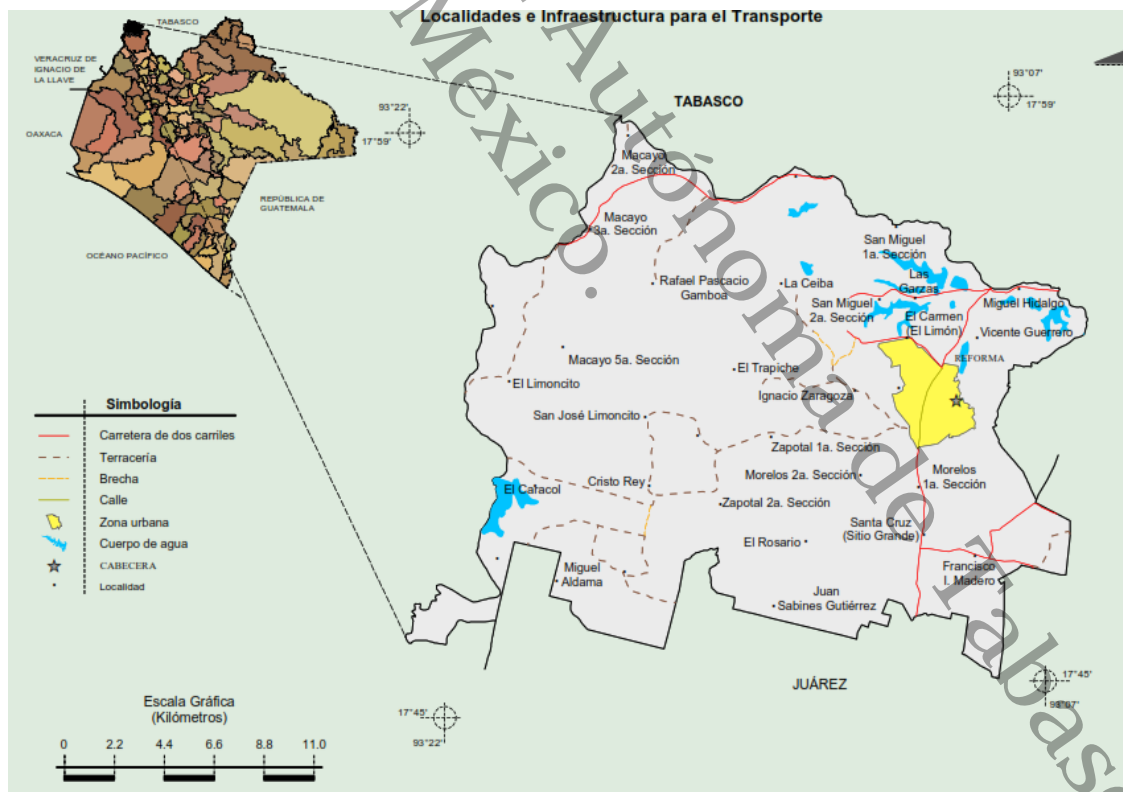 Localidades e Infraestructura para el Transporte
TABASCO
VERACRUZ DE
IGNACIO DE
LA LLAVE
OAXACA
REPÚBLICA DE
GUATEMALA
OCÉANO PACÍFICO
93°22'
17°59'
93°07'
17°59'
TABASCO
Macayo
2a. Sección
Macayo
3a. Sección
Rafael Pascacio
Gamboa
La Ceiba
San Miguel
1a. Sección
Las
Garzas
San Miguel
2a. Sección
El Carmen
(El Limón)
Miguel Hidalgo
Vicente Guerrero
REFORMA
Macayo 5a. Sección
El Trapiche
El Limoncito
Ignacio Zaragoza
San José Limoncito
Zapotal 1a. Sección
Morelos 2a. Sección
Morelos
1a. Sección
Cristo Rey
El Caracol
Zapotal 2a. Sección
Santa Cruz
(Sitio Grande)
El Rosario
Miguel
Aldama
Francisco
I. Madero
Juan
Sabines Gutiérrez
JUÁREZ
17°45'
93°07'
17°45'
93°22'
Simbología
Carretera de dos carriles
Terracería
Brecha
Calle
Zona urbana
Cuerpo de agua
CABECERA
Localidad
Escala Gráfica
(Kilómetros)
0 2.2 4.4 6.6 8.8 11.0
Autónoma de Tabasc
México.